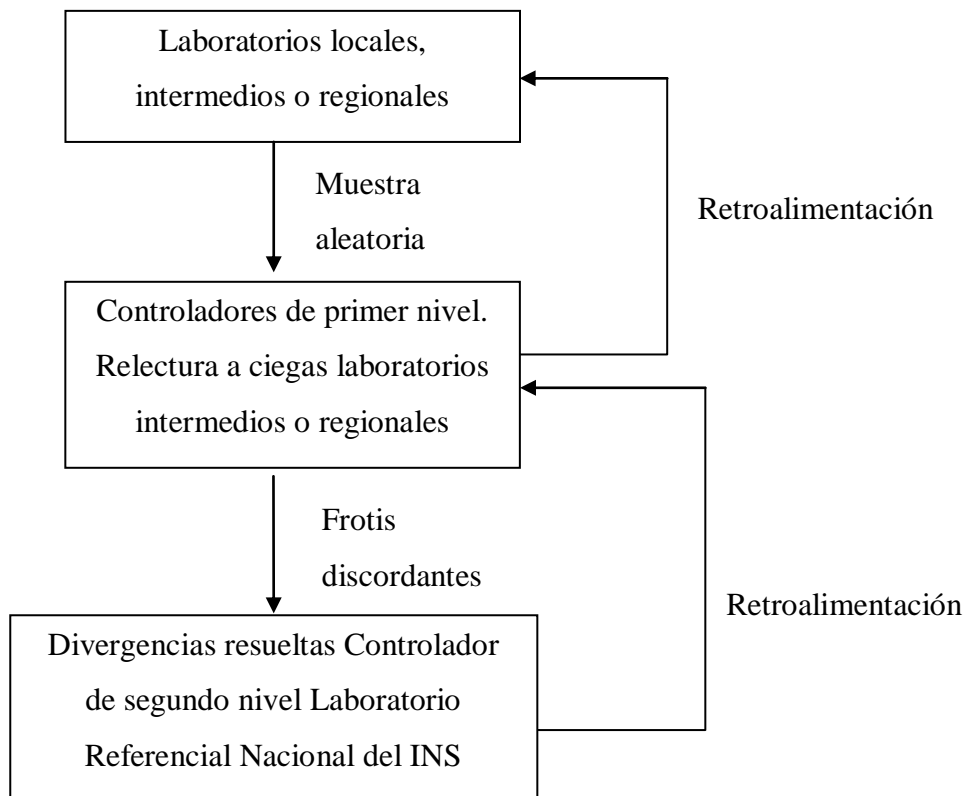 Laboratorios locales,
intermedios o regionales
Muestra
aleatoria
Retroalimentación
Controladores de primer nivel.
Relectura a ciegas laboratorios
intermedios o regionales
Frotis
discordantes
Retroalimentación
Divergencias resueltas Controlador
de segundo nivel Laboratorio
Referencial Nacional del INS